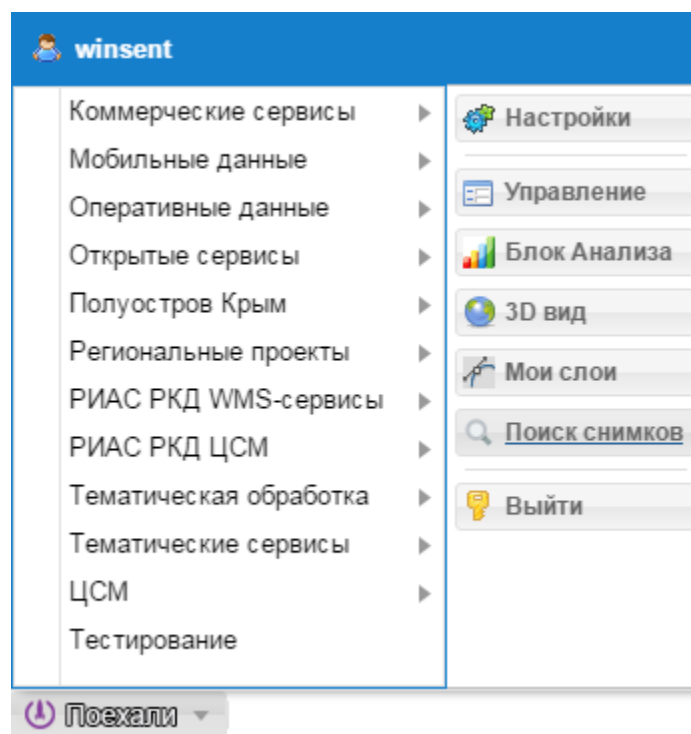 winsent
Коммерческие сервисы
Мобильные данные
Оперативные данные
Открытые сервисы
Полуостров Крым
Региональные проекты
РИАС РКД WMS-сервисы
РИАС РКД ЦСМ
Тематическая обработка
Тематические сервисы
ЦСМ
Тестирование
Настройки
Управление
Блок Анализа
3D вид
Мои слои
Поиск снимков
Выйти
Поехали